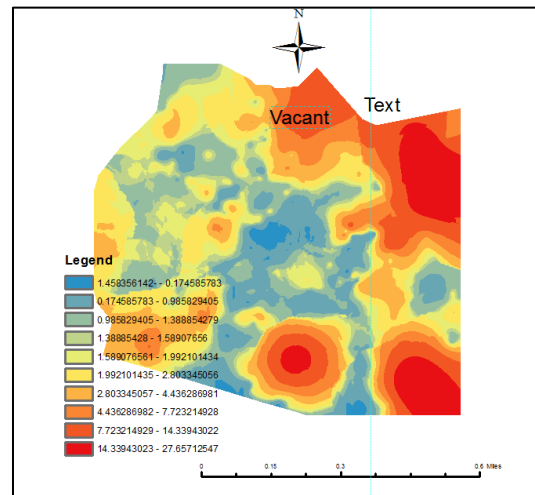 N
Text
Vacant
Legend
1.458356142- - 0.174585783
0.174585783 - 0.985829405
0.985829405 - 1.388854279
1.38885428 - 1.58907656
1.589076561 - 1.992101434
1.992101435 - 2.803345056
2.803345057 - 4.436286981
4.436286982 - 7.723214928
7.723214929 - 14.33943022
14.33943023 - 27.65712547
0 0.15 0.3 0.6 Miles